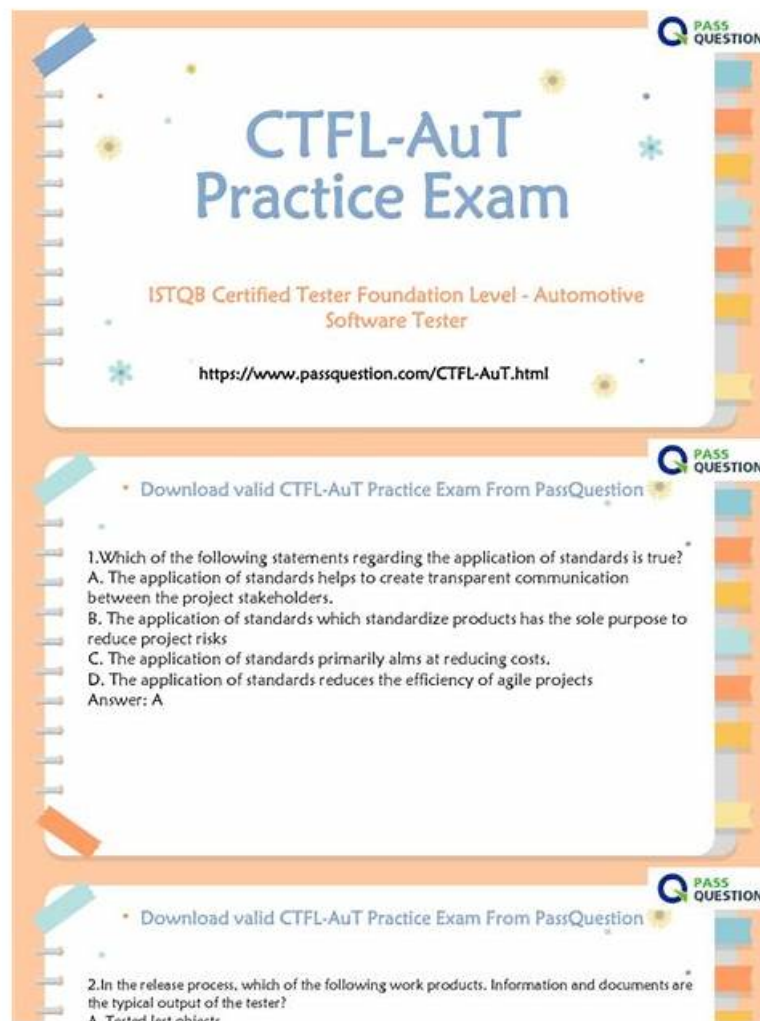 PASS
QUESTION
CTFL-AuT
Practice Exam
ISTQB Certified Tester Foundation Level - Automotive
Software Tester
https://www.passquestion.com/CTFL-AuT.html
PASS
QUESTION
• Download valid CTFL-AuT Practice Exam From PassQuestion
1.Which of the following statements regarding the application of standards is true?
A. The application of standards helps to create transparent communication
between the project stakeholders.
B. The application of standards which standardize products has the sole purpose to
reduce project risks
C. The application of standards primarily alms at reducing costs.
D. The application of standards reduces the efficiency of agile projects
Answer: A
PASS
QUESTION
• Download valid CTFL-AuT Practice Exam From PassQuestion
2.In the release process, which of the following work products. Information and documents are
the typical output of the tester?
A. Tested